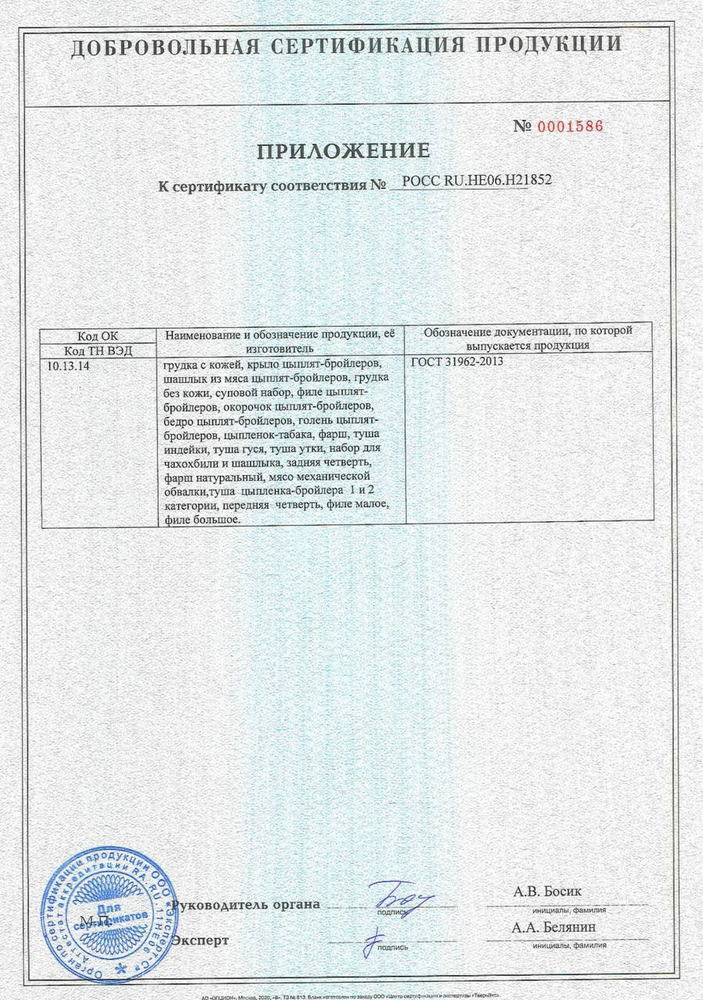 ДОБРОВОЛЬНАЯ СЕРТИФИКАЦИЯ ПРОДУКЦИИ
№ 0001586
ПРИЛОЖЕНИЕ
К сертификату соответствия № РОСС RU.НЕ06.Н21852
Код ОК
Код ТН ВЭД
Наименование и обозначение продукции, её
изготовитель
Обозначение документации, по которой
выпускается продукция
10.13.14
грудка с кожей, крыло цыплят-бройлеров,
шашлык из мяса цыплят-бройлеров, грудка
без кожи, суповой набор, филе цыплят-
бройлеров, окорочок цыплят-бройлеров,
бедро цыплят-бройлеров, голень цыплят-
бройлеров, цыпленок-табака, фарш, туша
индейки, туша гуся, туша утки, набор для
чахохбили и шашлыка, задняя четверть,
фарш натуральный, мясо механической
обвалки,туша цыпленка-бройлера 1 и 2
категории, передняя четверть, филе малое,
филе большое.
ГОСТ 31962-2013
Орган по сертификации продукции ООО «Эксперт-С»
Аттестат аккредитации RA.RU.11НЕ06
Для
сертификатов
М.П.
Руководитель органа
подпись
А.В. Босик
инициалы, фамилия
Эксперт
подпись
А.А. Белянин
инициалы, фамилия
АО «ОПЦИОН», Москва, 2020, «В», ТЗ № 613. Бланк изготовлен по заказу ООО «Центр сертификации и экспертизы